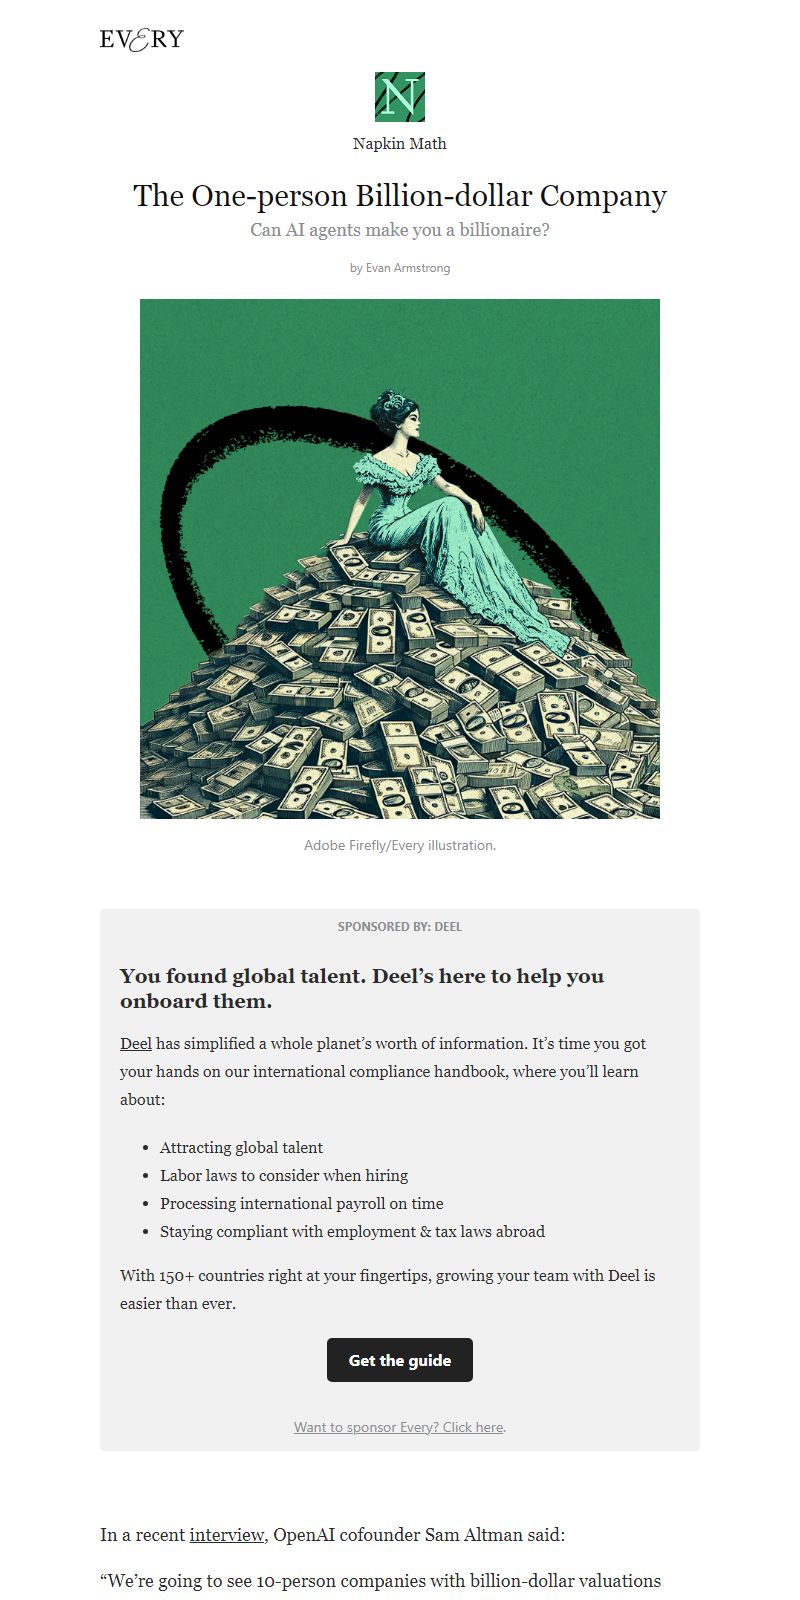 EVERY
N
Napkin Math
The One-person Billion-dollar Company
Can AI agents make you a billionaire?
by Evan Armstrong
Adobe Firefly/Every illustration.
SPONSORED BY: DEEL
You found global talent. Deel’s here to help you
onboard them.
Deel has simplified a whole planet’s worth of information. It’s time you got
your hands on our international compliance handbook, where you’ll learn
about:
• Attracting global talent
• Labor laws to consider when hiring
• Processing international payroll on time
• Staying compliant with employment & tax laws abroad
With 150+ countries right at your fingertips, growing your team with Deel is
easier than ever.
Get the guide
Want to sponsor Every? Click here.
In a recent interview, OpenAI cofounder Sam Altman said:
“We’re going to see 10-person companies with billion-dollar valuations